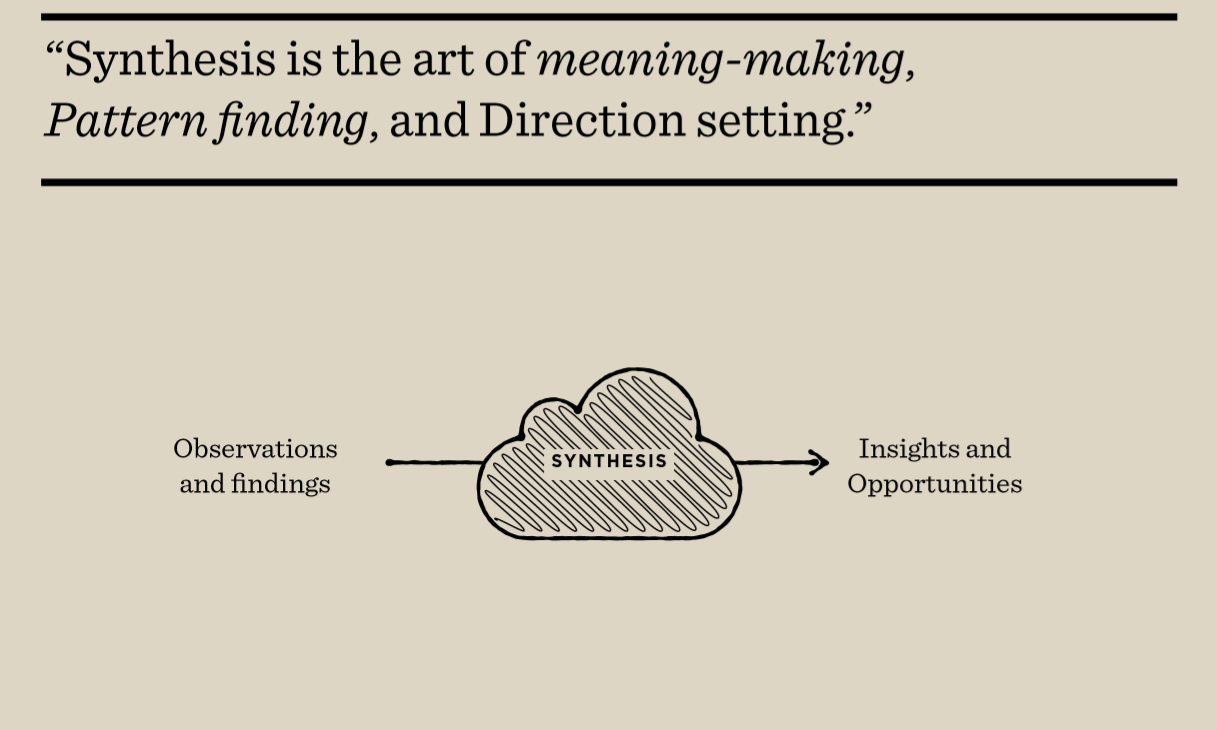 “Synthesis is the art of meaning-making,
Pattern finding, and Direction setting.”
Observations
and findings
SYNTHESIS
Insights and
Opportunities